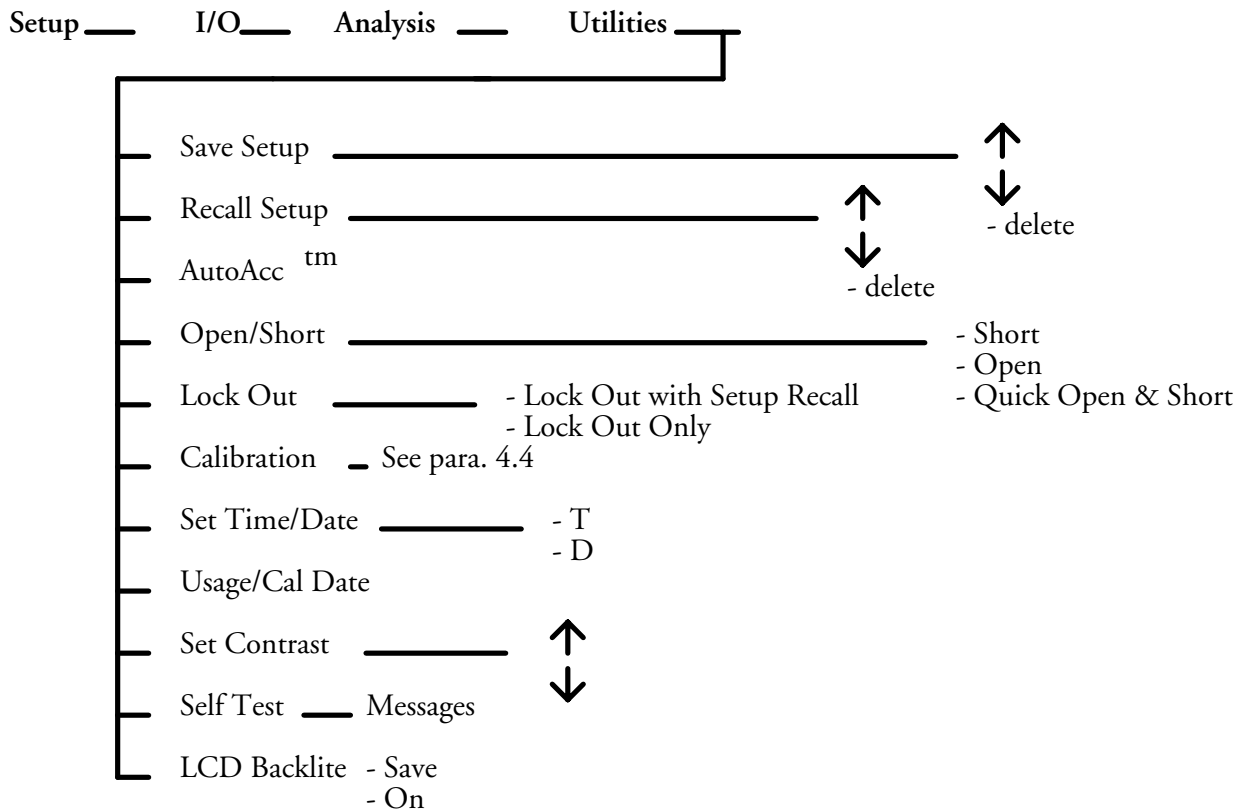 Setup I/O Analysis Utilities
Save Setup
- delete
Recall Setup
- delete
AutoAcc tm
Open/Short - Short
- Open
- Quick Open & Short
Lock Out - Lock Out with Setup Recall
- Lock Out Only
Calibration See para. 4.4
Set Time/Date - T
- D
Usage/Cal Date
Set Contrast
Self Test Messages
LCD Backlite - Save
- On